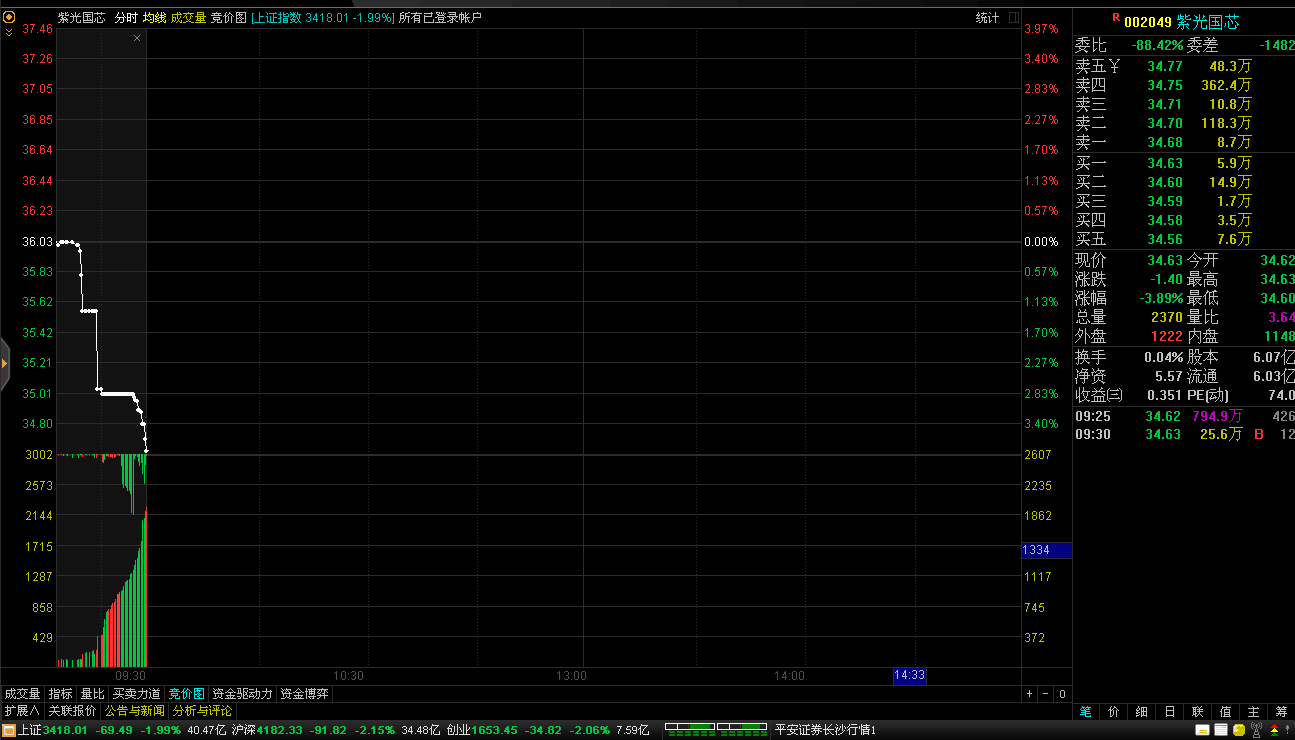 紫光国芯 分时 均线 成交量 竞价图 [上证指数 3418.01 -1.99%] 所有已登录帐户 统计
37.46 3.97%
37.26 3.40%
37.05 2.83%
36.85 2.27%
36.64 1.70%
36.44 1.13%
36.23 0.57%
36.03 0.00%
35.83 0.57%
35.62 1.13%
35.42 1.70%
35.21 2.27%
35.01 2.83%
34.80 3.40%
3002 2607
2573 2235
2144 1862
1715 1334
1287 1117
858 745
429 372
09:30 10:30 13:00 14:00 14:33
R 002049 紫光国芯
委比 -88.42% 委差 -1482
卖五 34.77 48.3万
卖四 34.75 362.4万
卖三 34.71 10.8万
卖二 34.70 118.3万
卖一 34.68 8.7万
买一 34.63 5.9万
买二 34.60 14.9万
买三 34.59 1.7万
买四 34.58 3.5万
买五 34.56 7.6万
现价 34.63 今开 34.62
涨跌 -1.40 最高 34.63
涨幅 -3.89% 最低 34.60
总量 2370 量比 3.64
外盘 1222 内盘 1148
换手 0.04% 股本 6.07亿
净资 5.57 流通 6.03亿
收益㈢ 0.351 PE(动) 74.0
09:25 34.62 794.9万 426
09:30 34.63 25.6万 B 12
成交量 指标 量比 买卖力道 竞价图 资金驱动力 资金博弈 + - 0
扩展∧ 关联报价 公告与新闻 分析与评论
笔 价 细 日 联 值 主 筹
上证3418.01 -69.49 -1.99% 40.47亿 沪深4182.33 -91.82 -2.15% 34.48亿 创业1653.45 -34.82 -2.06% 7.59亿 平安证券长沙行情1